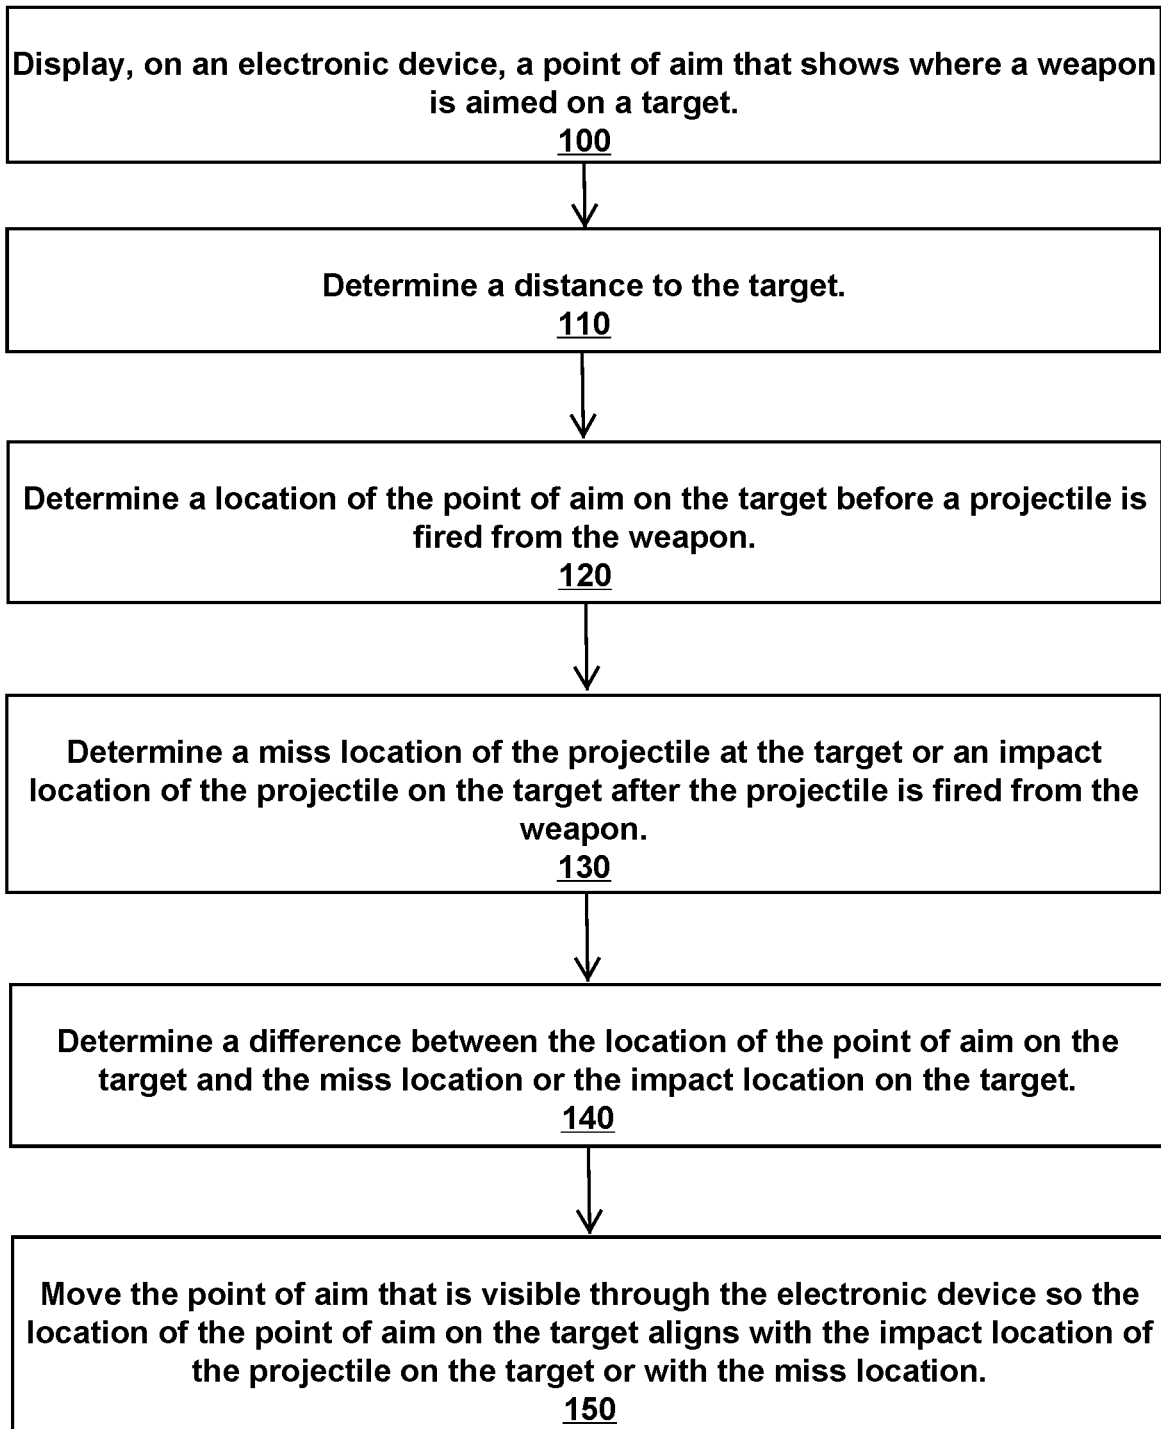 Display, on an electronic device, a point of aim that shows where a weapon
is aimed on a target.
100
Determine a distance to the target.
110
Determine a location of the point of aim on the target before a projectile is
fired from the weapon.
120
Determine a miss location of the projectile at the target or an impact
location of the projectile on the target after the projectile is fired from the
weapon.
130
Determine a difference between the location of the point of aim on the
target and the miss location or the impact location on the target.
140
Move the point of aim that is visible through the electronic device so the
location of the point of aim on the target aligns with the impact location of
the projectile on the target or with the miss location.
150